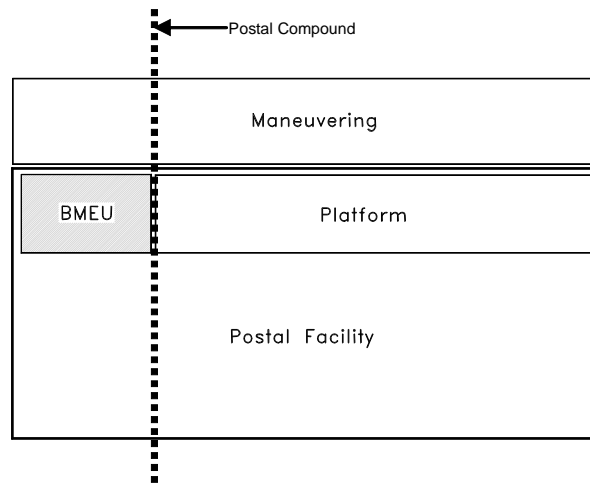 Postal Compound
Maneuvering
BMEU
Platform
Postal Facility